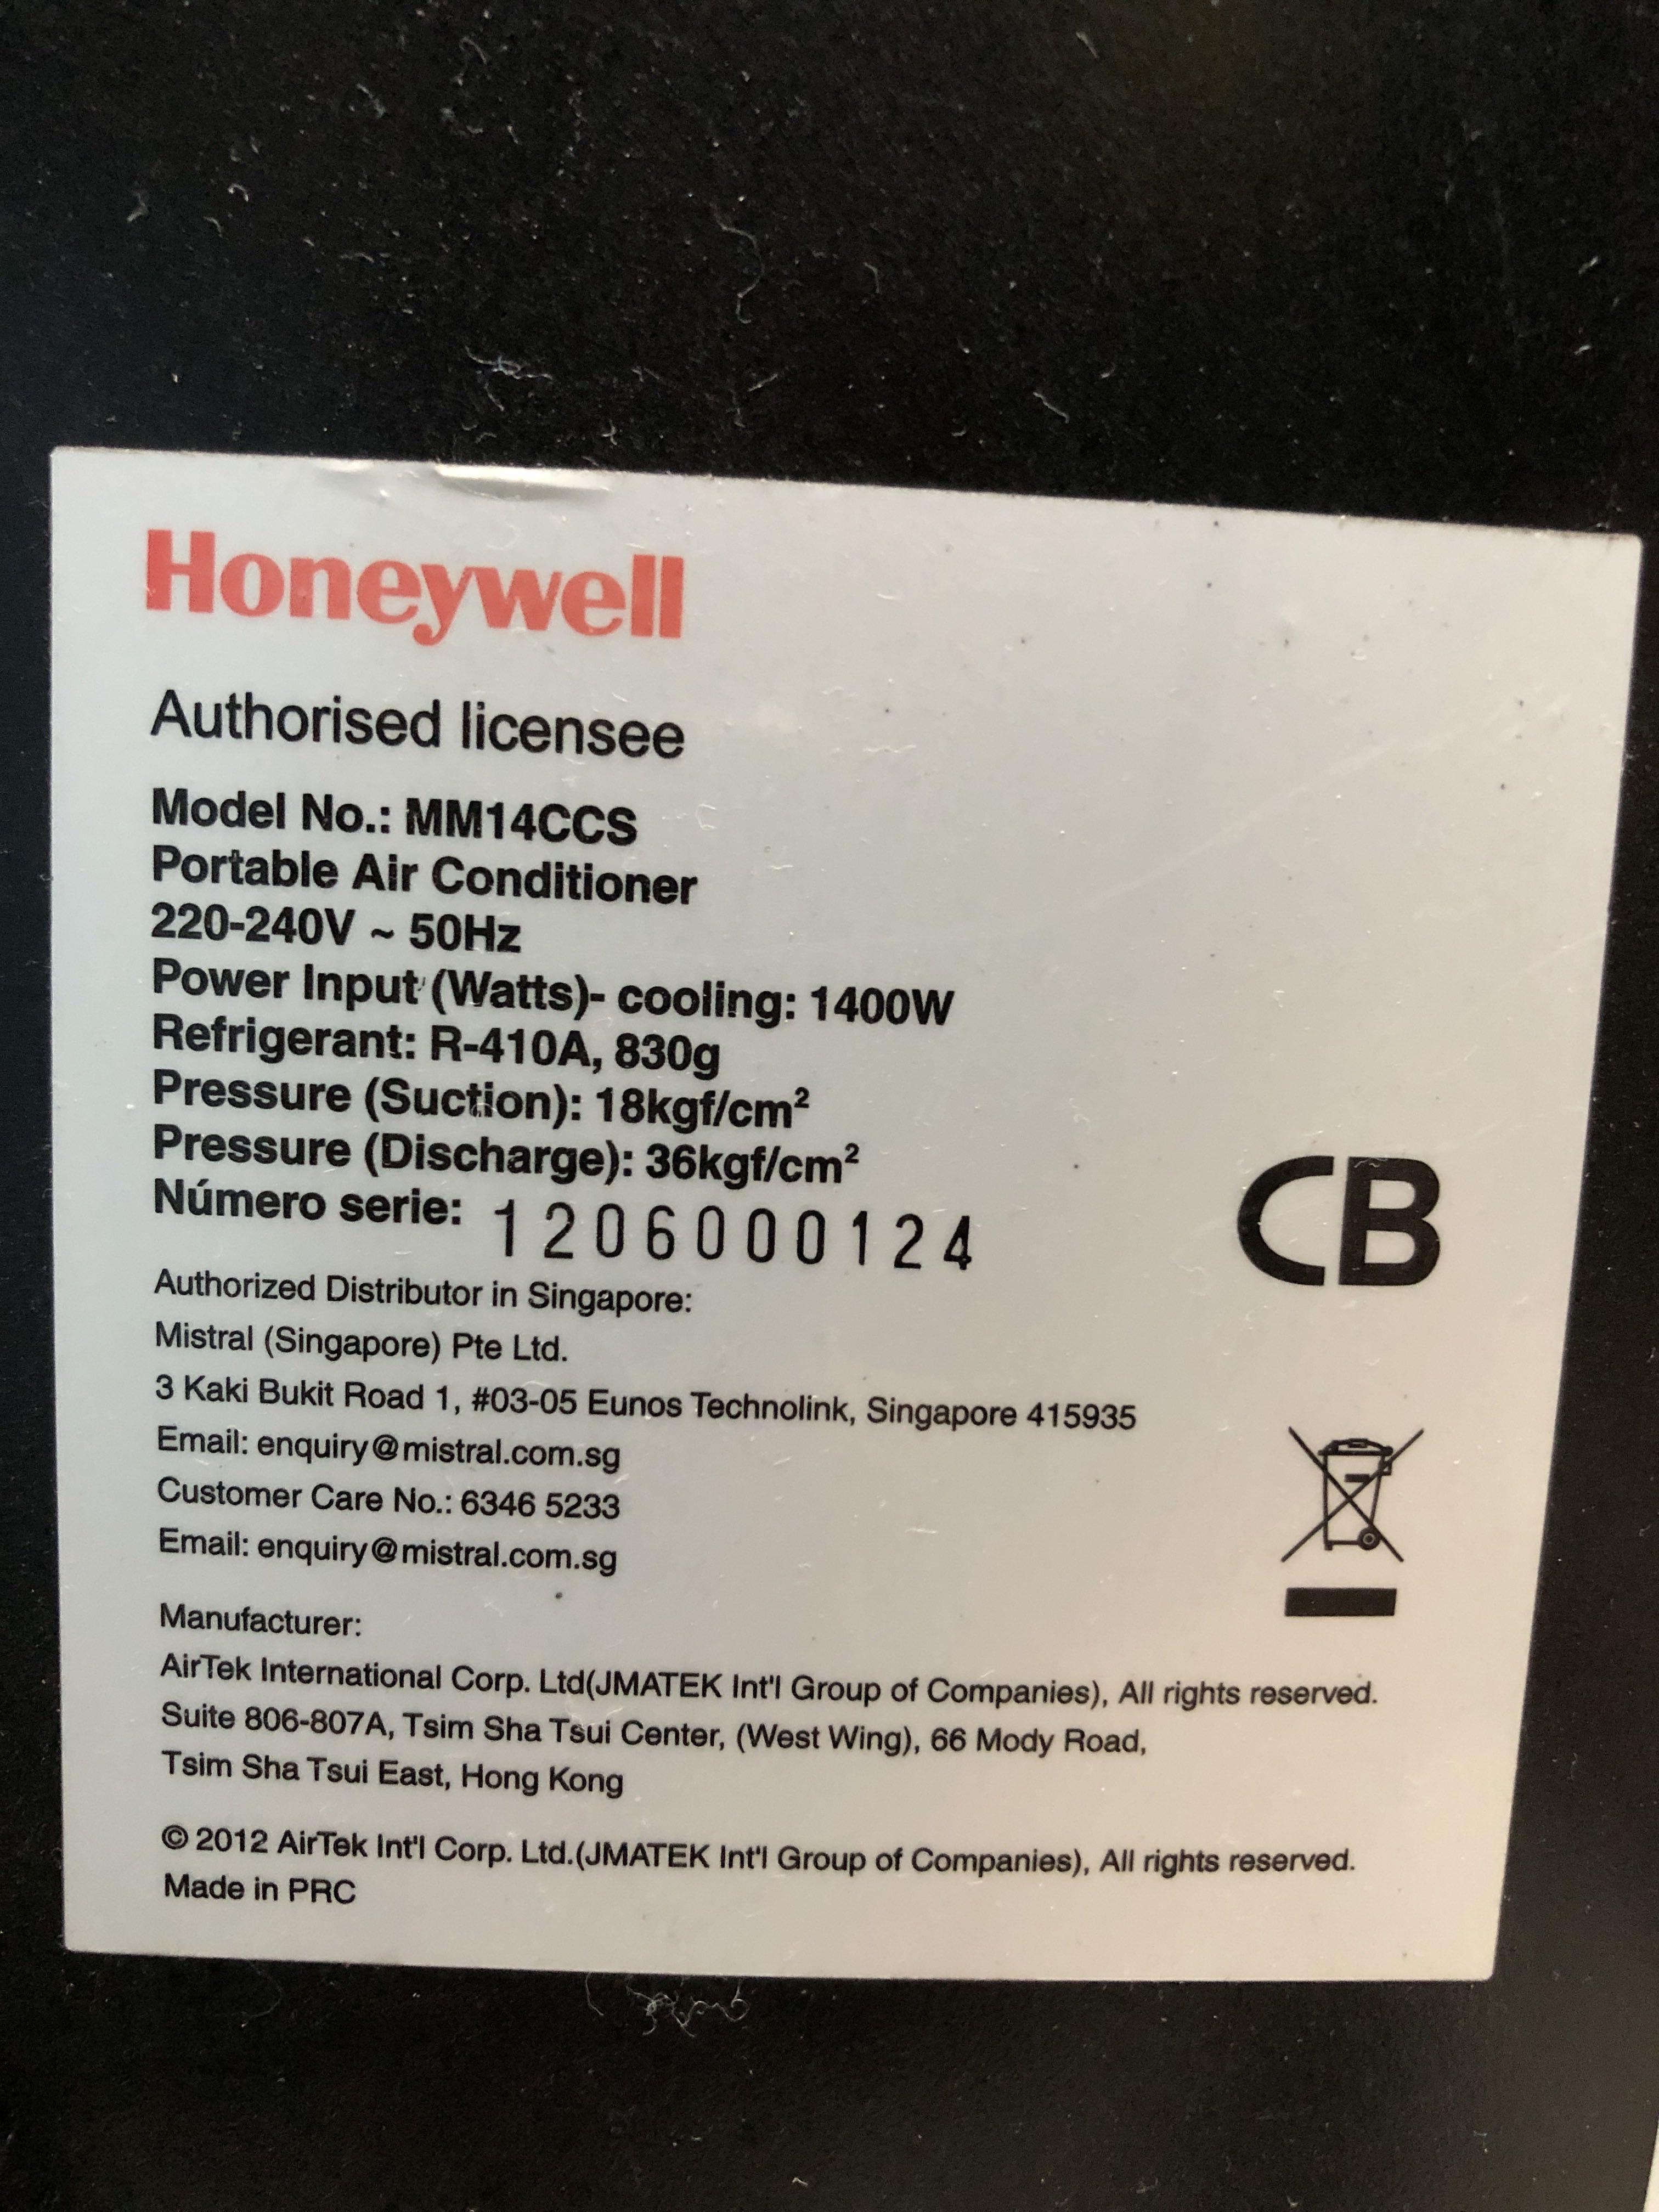 Honeywell
Authorised licensee
Model No.: MM14CCS
Portable Air Conditioner
220-240V ~ 50Hz
Power Input (Watts)- cooling: 1400W
Refrigerant: R-410A, 830g
Pressure (Suction): 18kgf/cm²
Pressure (Discharge): 36kgf/cm²
Número serie: 1206000124
CB
Authorized Distributor in Singapore:
Mistral (Singapore) Pte Ltd.
3 Kaki Bukit Road 1, #03-05 Eunos Technolink, Singapore 415935
Email: enquiry@mistral.com.sg
Customer Care No.: 6346 5233
Email: enquiry@mistral.com.sg
Manufacturer:
AirTek International Corp. Ltd(JMATEK Int'l Group of Companies), All rights reserved.
Suite 806-807A, Tsim Sha Tsui Center, (West Wing), 66 Mody Road,
Tsim Sha Tsui East, Hong Kong
© 2012 AirTek Int'l Corp. Ltd.(JMATEK Int'l Group of Companies), All rights reserved.
Made in PRC